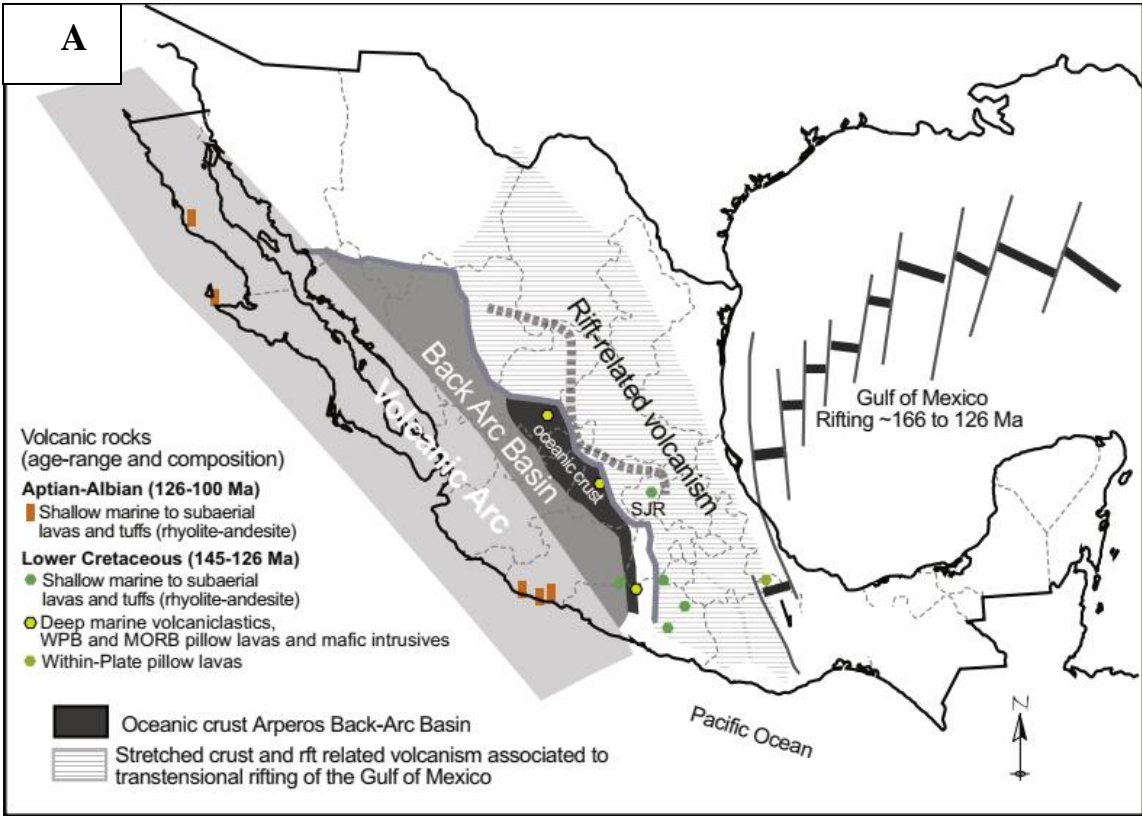 A
Rift-related volcanism
Back Arc Basin
Volcanic Arc
oceanic crust
SJR
Gulf of Mexico
Rifting ~166 to 126 Ma
Volcanic rocks
(age-range and composition)
Aptian-Albian (126-100 Ma)
Shallow marine to subaerial
lavas and tuffs (rhyolite-andesite)
Lower Cretaceous (145-126 Ma)
Shallow marine to subaerial
lavas and tuffs (rhyolite-andesite)
Deep marine volcaniclastics,
WPB and MORB pillow lavas and mafic intrusives
Within-Plate pillow lavas
Oceanic crust Arperos Back-Arc Basin
Stretched crust and rft related volcanism associated to
transtensional rifting of the Gulf of Mexico
Pacific Ocean
N